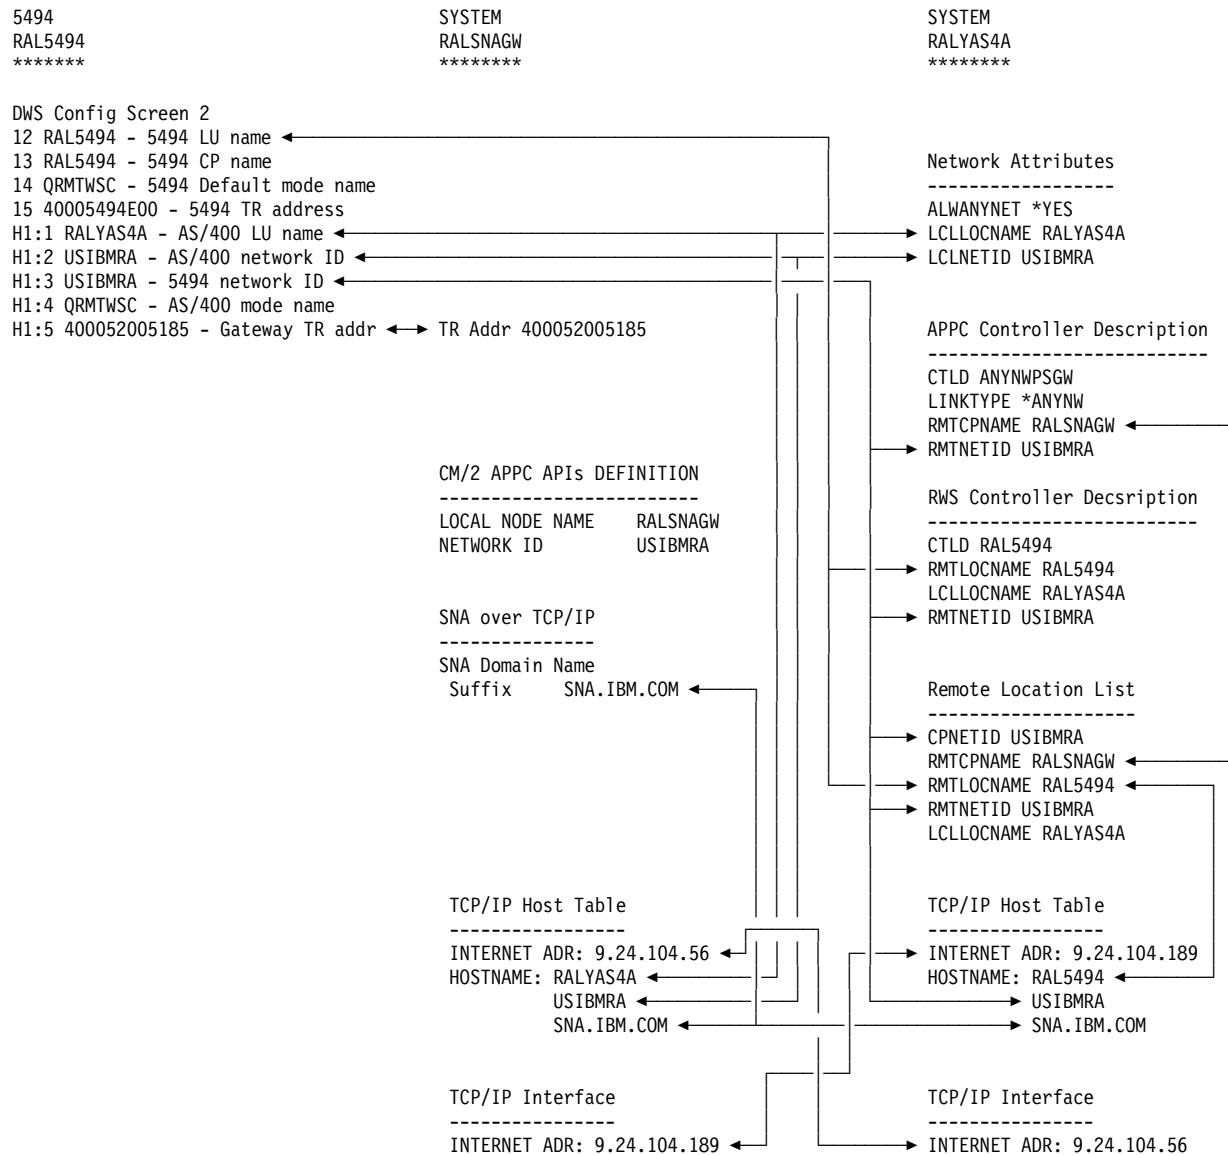 5494
RAL5494
*******
DWS Config Screen 2
12 RAL5494 - 5494 LU name
13 RAL5494 - 5494 CP name
14 QRMTWSC - 5494 Default mode name
15 40005494E00 - 5494 TR address
H1:1 RALYAS4A - AS/400 LU name
H1:2 USIBMRA - AS/400 network ID
H1:3 USIBMRA - 5494 network ID
H1:4 QRMTWSC - AS/400 mode name
H1:5 400052005185 - Gateway TR addr
SYSTEM
RALSNAGW
********
TR Addr 400052005185
CM/2 APPC APIs DEFINITION
-------------------------
LOCAL NODE NAME RALSNAGW
NETWORK ID USIBMRA
SNA over TCP/IP
---------------
SNA Domain Name
Suffix SNA.IBM.COM
TCP/IP Host Table
-----------------
INTERNET ADR: 9.24.104.56
HOSTNAME: RALYAS4A
USIBMRA
SNA.IBM.COM
TCP/IP Interface
----------------
INTERNET ADR: 9.24.104.189
SYSTEM
RALYAS4A
********
Network Attributes
------------------
ALWANYNET *YES
LCLLOCNAME RALYAS4A
LCLNETID USIBMRA
APPC Controller Description
---------------------------
CTLD ANYNWPSGW
LINKTYPE *ANYNW
RMTCPNAME RALSNAGW
RMTNETID USIBMRA
RWS Controller Decsription
--------------------------
CTLD RAL5494
RMTLOCNAME RAL5494
LCLLOCNAME RALYAS4A
RMTNETID USIBMRA
Remote Location List
--------------------
CPNETID USIBMRA
RMTCPNAME RALSNAGW
RMTLOCNAME RAL5494
RMTNETID USIBMRA
LCLLOCNAME RALYAS4A
TCP/IP Host Table
-----------------
INTERNET ADR: 9.24.104.189
HOSTNAME: RAL5494
USIBMRA
SNA.IBM.COM
TCP/IP Interface
----------------
INTERNET ADR: 9.24.104.56